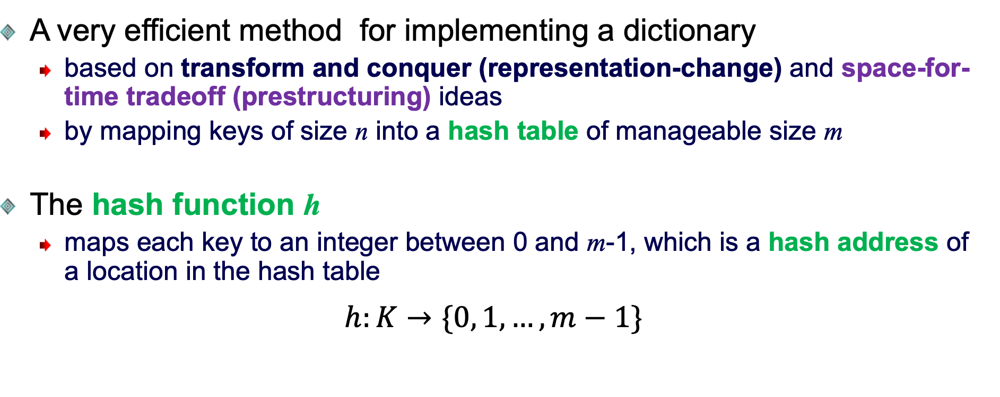 A very efficient method  for implementing a dictionary
based on transform and conquer (representation-change) and space-for-
time tradeoff (prestructuring) ideas
by mapping keys of size n into a hash table of manageable size m
The hash function h
maps each key to an integer between 0 and m-1, which is a hash address of
a location in the hash table
h: K → {0, 1, … , m − 1}